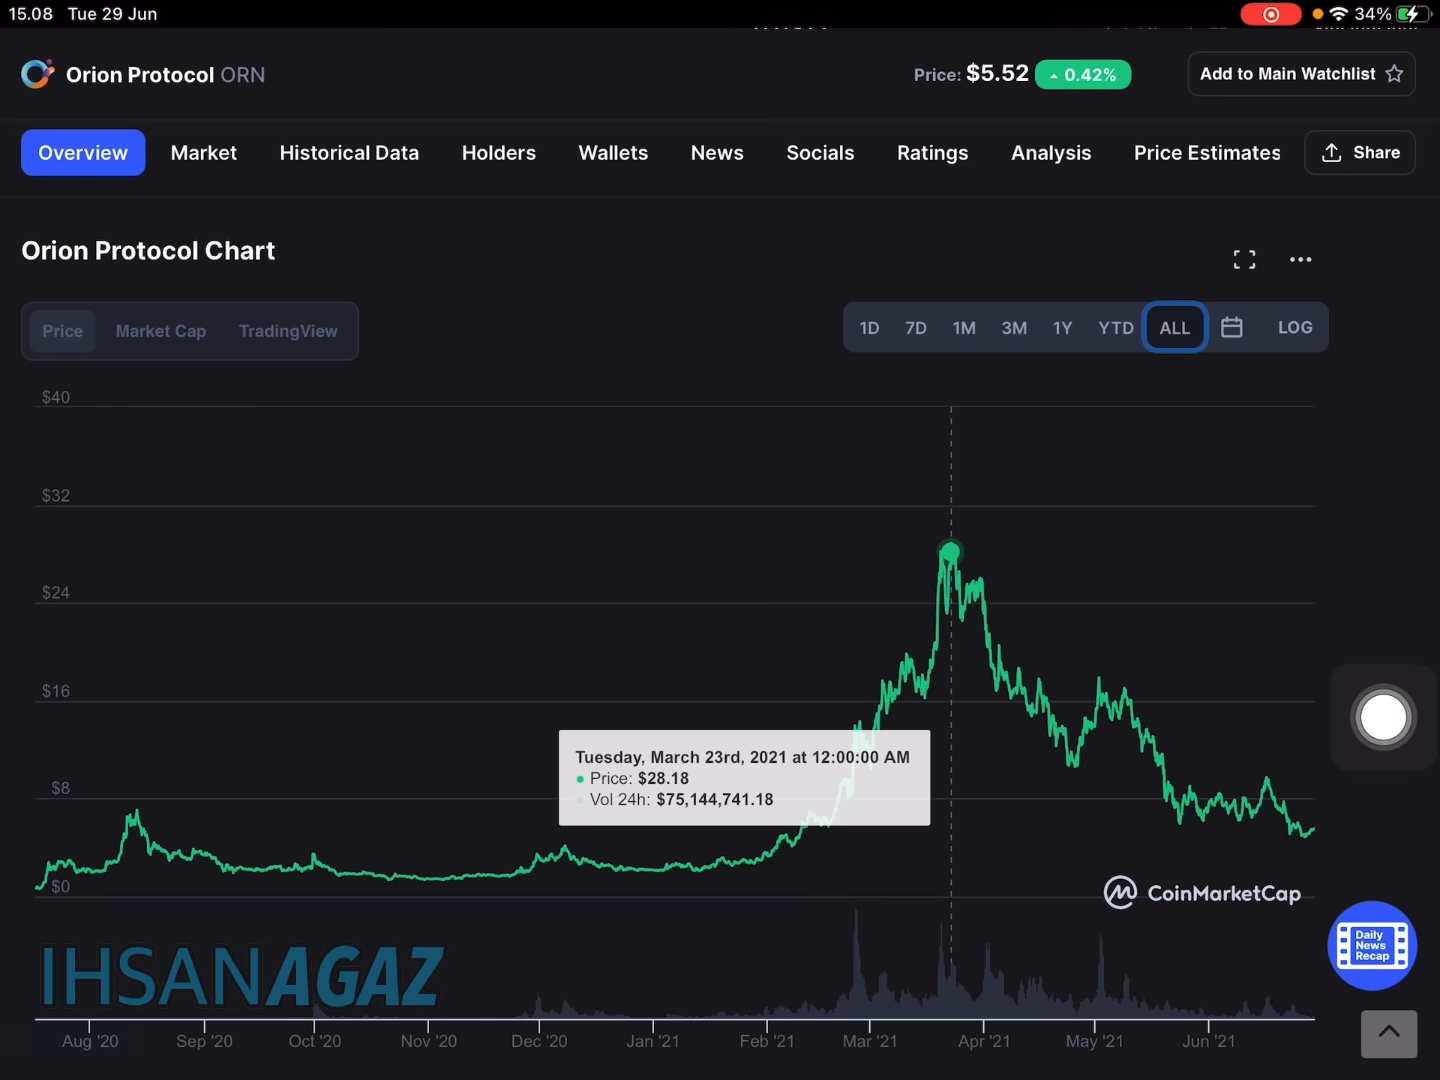 15.08 Tue 29 Jun
34%
Orion Protocol ORN
Price: $5.52 0.42%
Add to Main Watchlist
Overview Market Historical Data Holders Wallets News Socials Ratings Analysis Price Estimates Share
Orion Protocol Chart
Price Market Cap TradingView
1D 7D 1M 3M 1Y YTD ALL LOG
$40
$32
$24
$16
Tuesday, March 23rd, 2021 at 12:00:00 AM
Price: $28.18
Vol 24h: $75,144,741.18
$8
$0
CoinMarketCap
Daily
News
Recap
IHSANAGAZ
Aug '20 Sep '20 Oct '20 Nov '20 Dec '20 Jan '21 Feb '21 Mar '21 Apr '21 May '21 Jun '21